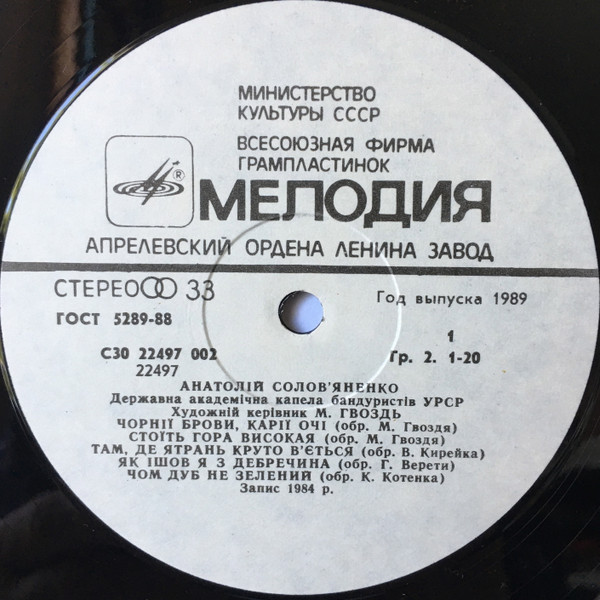 МИНИСТЕРСТВО
КУЛЬТУРЫ СССР
ВСЕСОЮЗНАЯ ФИРМА
ГРАМПЛАСТИНОК
®
МЕЛОДИЯ
АПРЕЛЕВСКИЙ ОРДЕНА ЛЕНИНА ЗАВОД
СТЕРЕО 33
Год выпуска 1989
ГОСТ 5289-88
1
С30 22497 002
Гр. 2. 1-20
22497
АНАТОЛІЙ СОЛОВ'ЯНЕНКО
Державна академічна капела бандуристів УРСР
Художній керівник М. ГВОЗДЬ
ЧОРНІЇ БРОВИ, КАРІЇ ОЧІ (обр. М. Гвоздя)
СТОЇТЬ ГОРА ВИСОКАЯ (обр. М. Гвоздя)
ТАМ, ДЕ ЯТРАНЬ КРУТО В'ЄТЬСЯ (обр. В. Кирейка)
ЯК ІШОВ Я З ДЕБРЕЧИНА (обр. Г. Верети)
ЧОМ ДУБ НЕ ЗЕЛЕНИЙ (обр. К. Котенка)
Запис 1984 р.